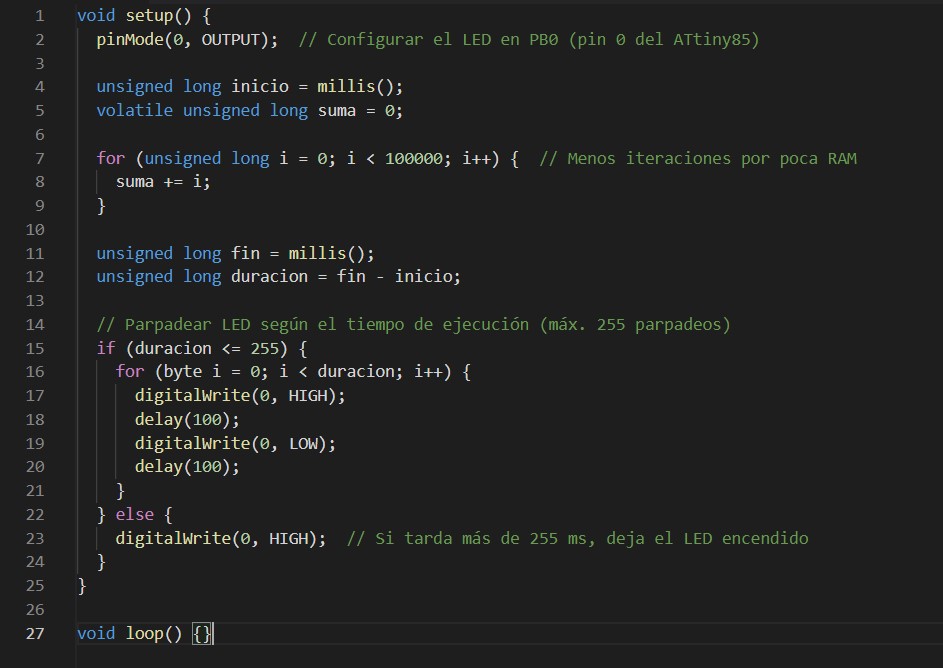 1 void setup() {
2 pinMode(0, OUTPUT); // Configurar el LED en PB0 (pin 0 del ATtiny85)
3
4 unsigned long inicio = millis();
5 volatile unsigned long suma = 0;
6
7 for (unsigned long i = 0; i < 100000; i++) { // Menos iteraciones por poca RAM
8 suma += i;
9 }
10
11 unsigned long fin = millis();
12 unsigned long duracion = fin - inicio;
13
14 // Parpadear LED según el tiempo de ejecución (máx. 255 parpadeos)
15 if (duracion <= 255) {
16 for (byte i = 0; i < duracion; i++) {
17 digitalWrite(0, HIGH);
18 delay(100);
19 digitalWrite(0, LOW);
20 delay(100);
21 }
22 } else {
23 digitalWrite(0, HIGH); // Si tarda más de 255 ms, deja el LED encendido
24 }
25 }
26
27 void loop() {}